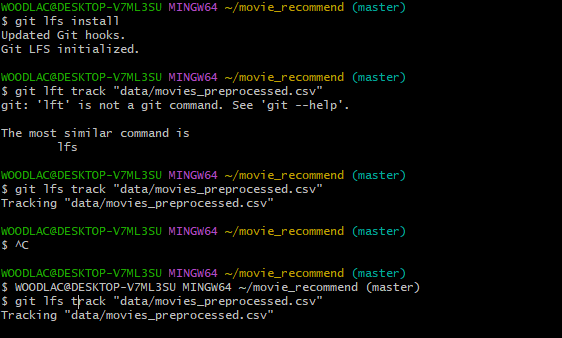 WOODLAC@DESKTOP-V7ML3SU MINGW64 ~/movie_recommend (master)
$ git lfs install
Updated Git hooks.
Git LFS initialized.
WOODLAC@DESKTOP-V7ML3SU MINGW64 ~/movie_recommend (master)
$ git lft track "data/movies_preprocessed.csv"
git: 'lft' is not a git command. See 'git --help'.
The most similar command is
lfs
WOODLAC@DESKTOP-V7ML3SU MINGW64 ~/movie_recommend (master)
$ git lfs track "data/movies_preprocessed.csv"
Tracking "data/movies_preprocessed.csv"
WOODLAC@DESKTOP-V7ML3SU MINGW64 ~/movie_recommend (master)
$ ^C
WOODLAC@DESKTOP-V7ML3SU MINGW64 ~/movie_recommend (master)
$ WOODLAC@DESKTOP-V7ML3SU MINGW64 ~/movie_recommend (master)
$ git lfs track "data/movies_preprocessed.csv"
Tracking "data/movies_preprocessed.csv"